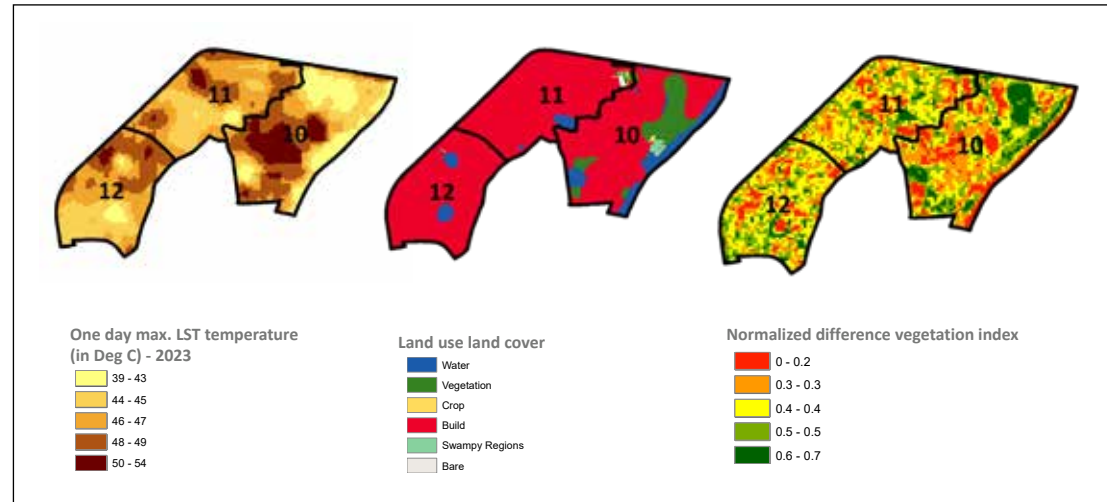 11
10
12
11
10
12
11
10
12
One day max. LST temperature
(in Deg C) - 2023
39 - 43
44 - 45
46 - 47
48 - 49
50 - 54
Land use land cover
Water
Vegetation
Crop
Build
Swampy Regions
Bare
Normalized difference vegetation index
0 - 0.2
0.3 - 0.3
0.4 - 0.4
0.5 - 0.5
0.6 - 0.7